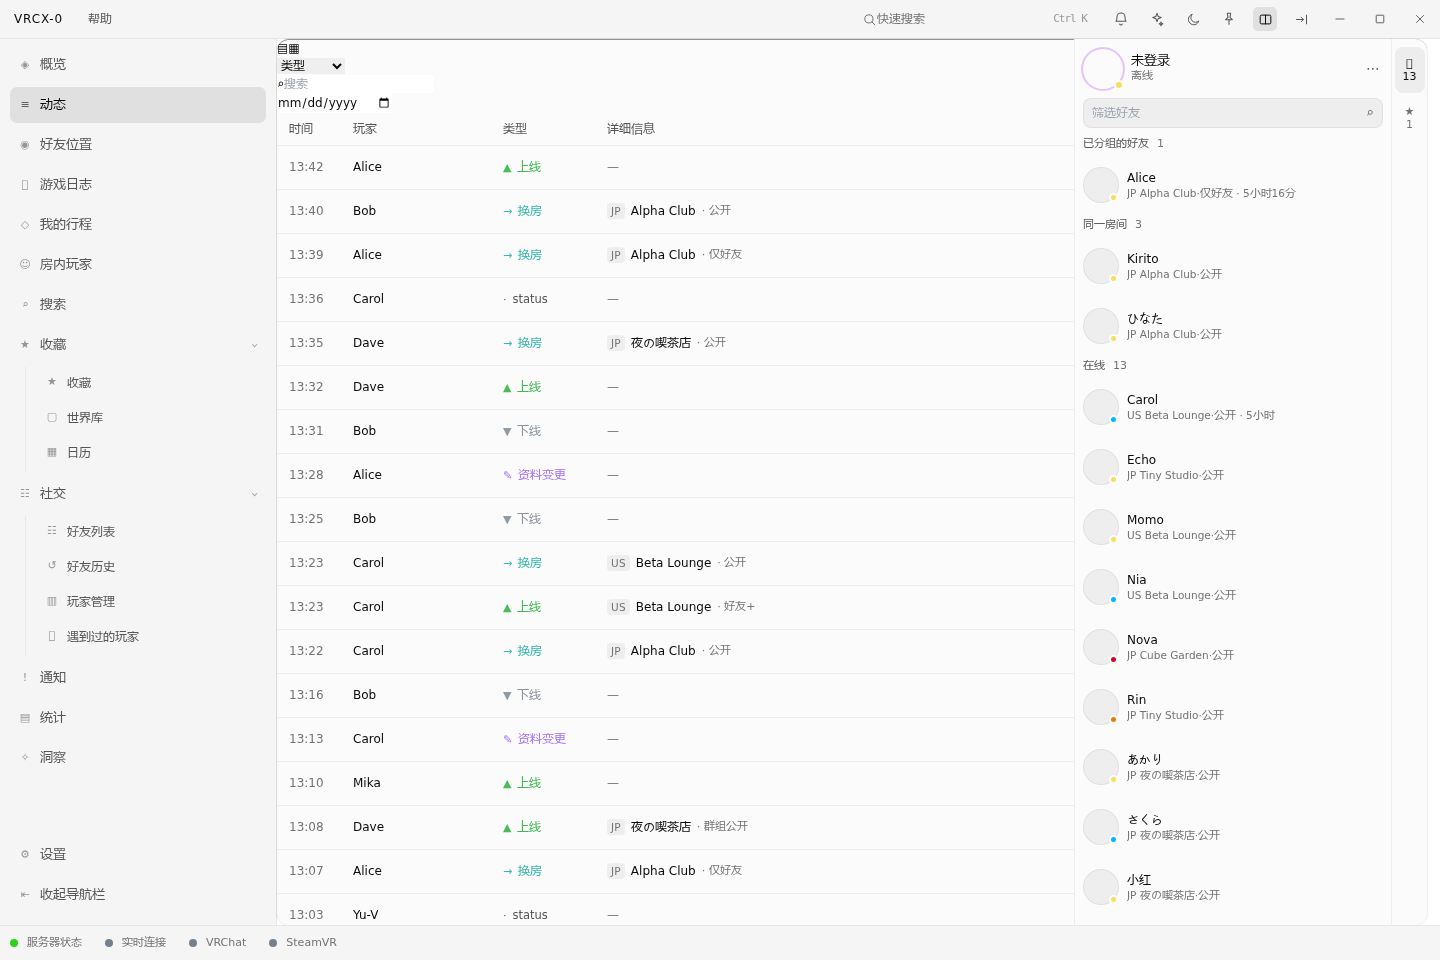 VRCX-0 帮助 快速搜索 Ctrl K
概览
动态
好友位置
游戏日志
我的行程
房内玩家
搜索
收藏
收藏
世界库
日历
社交
好友列表
好友历史
玩家管理
遇到过的玩家
通知
统计
洞察
设置
收起导航栏
类型
搜索
mm/dd/yyyy
时间 玩家 类型 详细信息
13:42 Alice ▲ 上线 —
13:40 Bob → 换房 JP Alpha Club · 公开
13:39 Alice → 换房 JP Alpha Club · 仅好友
13:36 Carol · status —
13:35 Dave → 换房 JP 夜の喫茶店 · 公开
13:32 Dave ▲ 上线 —
13:31 Bob ▼ 下线 —
13:28 Alice ✎ 资料变更 —
13:25 Bob ▼ 下线 —
13:23 Carol → 换房 US Beta Lounge · 公开
13:23 Carol ▲ 上线 US Beta Lounge · 好友+
13:22 Carol → 换房 JP Alpha Club · 公开
13:16 Bob ▼ 下线 —
13:13 Carol ✎ 资料变更 —
13:10 Mika ▲ 上线 —
13:08 Dave ▲ 上线 JP 夜の喫茶店 · 群组公开
13:07 Alice → 换房 JP Alpha Club · 仅好友
13:03 Yu-V · status —
未登录
离线
筛选好友
已分组的好友 1
Alice
JP Alpha Club·仅好友 · 5小时16分
同一房间 3
Kirito
JP Alpha Club·公开
ひなた
JP Alpha Club·公开
在线 13
Carol
US Beta Lounge·公开 · 5小时
Echo
JP Tiny Studio·公开
Momo
US Beta Lounge·公开
Nia
US Beta Lounge·公开
Nova
JP Cube Garden·公开
Rin
JP Tiny Studio·公开
あかり
JP 夜の喫茶店·公开
さくら
JP 夜の喫茶店·公开
小红
JP 夜の喫茶店·公开
13
★
1
服务器状态 实时连接 VRChat SteamVR